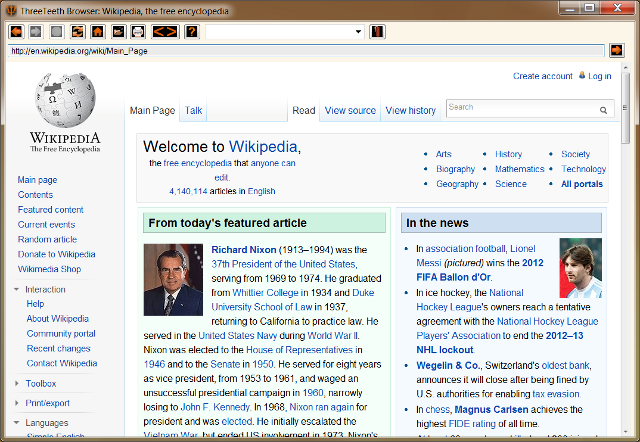 ThreeTeeth Browser: Wikipedia, the free encyclopedia
http://en.wikipedia.org/wiki/Main_Page
Create account Log in
Main Page Talk Read View source View history Search
WIKIPEDIA
The Free Encyclopedia
Main page
Contents
Featured content
Current events
Random article
Donate to Wikipedia
Wikimedia Shop
Interaction
Help
About Wikipedia
Community portal
Recent changes
Contact Wikipedia
Toolbox
Print/export
Languages
Simple English
Welcome to Wikipedia,
the free encyclopedia that anyone can
edit.
4,140,114 articles in English
• Arts
• Biography
• Geography
• History
• Mathematics
• Science
• Society
• Technology
• All portals
From today's featured article
Richard Nixon (1913–1994) was the
37th President of the United States,
serving from 1969 to 1974. He graduated
from Whittier College in 1934 and Duke
University School of Law in 1937,
returning to California to practice law. He
served in the United States Navy during World War II.
Nixon was elected to the House of Representatives in
1946 and to the Senate in 1950. He served for eight years
as vice president, from 1953 to 1961, and waged an
unsuccessful presidential campaign in 1960, narrowly
losing to John F. Kennedy. In 1968, Nixon ran again for
president and was elected. He initially escalated the
Vietnam War, but ended US involvement in 1973. Nixon's
In the news
• In association football, Lionel
Messi (pictured) wins the 2012
FIFA Ballon d'Or.
• In ice hockey, the National
Hockey League's owners reach a tentative
agreement with the National Hockey League
Players' Association to end the 2012–13
NHL lockout.
• Wegelin & Co., Switzerland's oldest bank,
announces it will close after being fined by
U.S. authorities for enabling tax evasion.
• In chess, Magnus Carlsen achieves the
highest FIDE rating of all time.